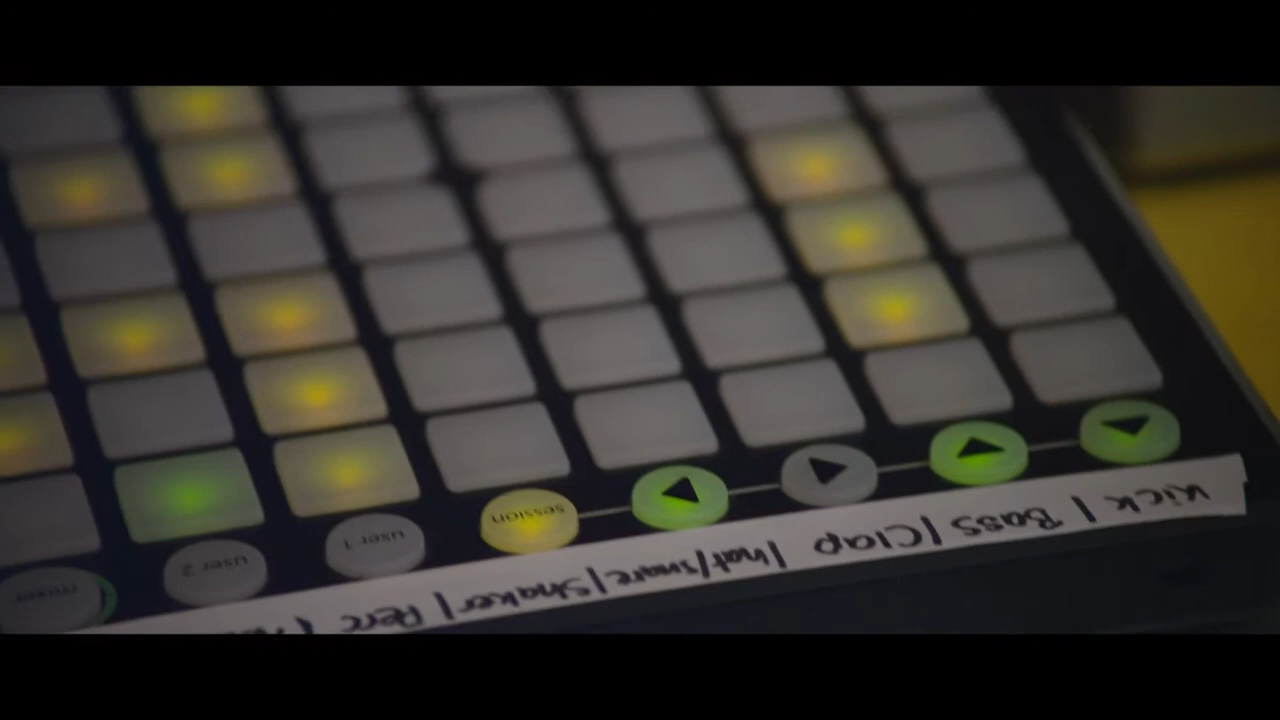 Kick | Bass | Clap | hat/snare | Shaker | Perc |
session
user 1
user 2
mixer